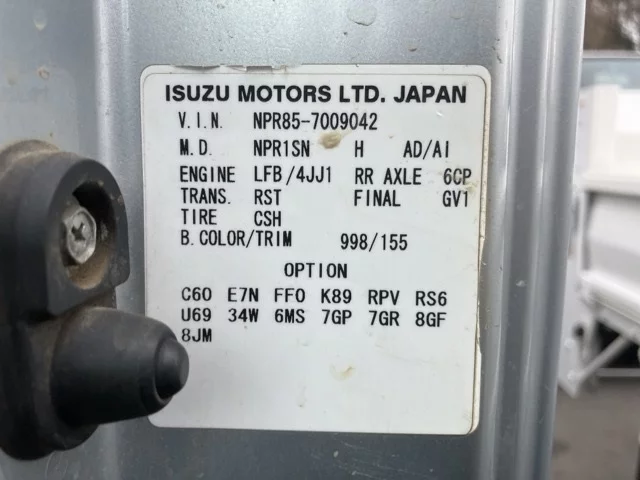 ISUZU MOTORS LTD. JAPAN
V.I.N. NPR85-7009042
M.D. NPR1SN H AD/AI
ENGINE LFB/4JJ1 RR AXLE 6CP
TRANS. RST FINAL GV1
TIRE CSH
B.COLOR/TRIM 998/155
OPTION
C60 E7N FF0 K89 RPV RS6
U69 34W 6MS 7GP 7GR 8GF
8JM